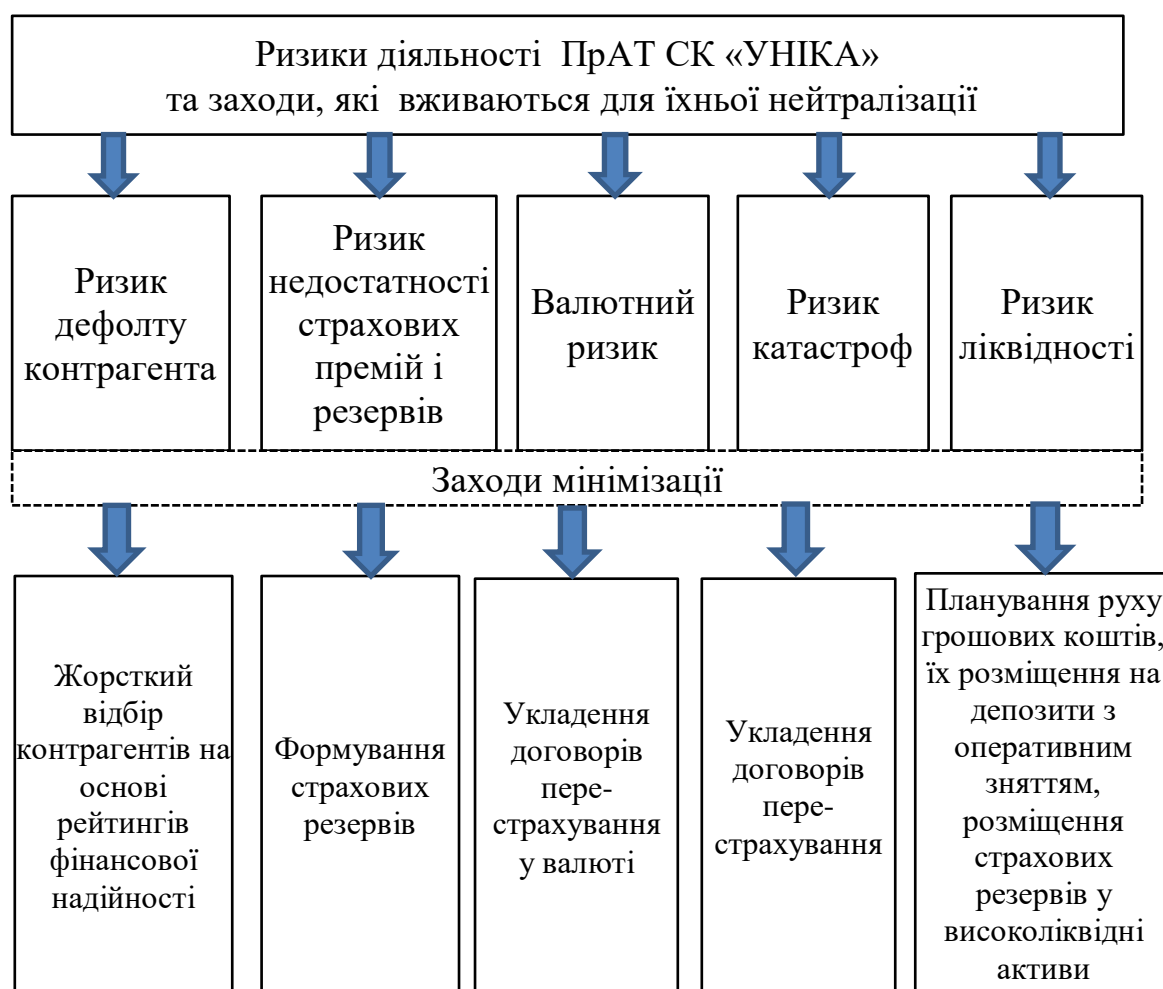 Ризики діяльності ПрАТ СК «УНІКА»
та заходи, які вживаються для їхньої нейтралізації
Ризик
дефолту
контрагента
Ризик
недостатності
страхових
премій і
резервів
Валютний
ризик
Ризик
катастроф
Ризик
ліквідності
Заходи мінімізації
Жорсткий
відбір
контрагентів на
основі
рейтингів
фінансової
надійності
Формування
страхових
резервів
Укладення
договорів
пере-
страхування
у валюті
Укладення
договорів
пере-
страхування
Планування руху
грошових коштів,
їх розміщення на
депозити з
оперативним
зняттям,
розміщення
страхових
резервів у
високоліквідні
активи